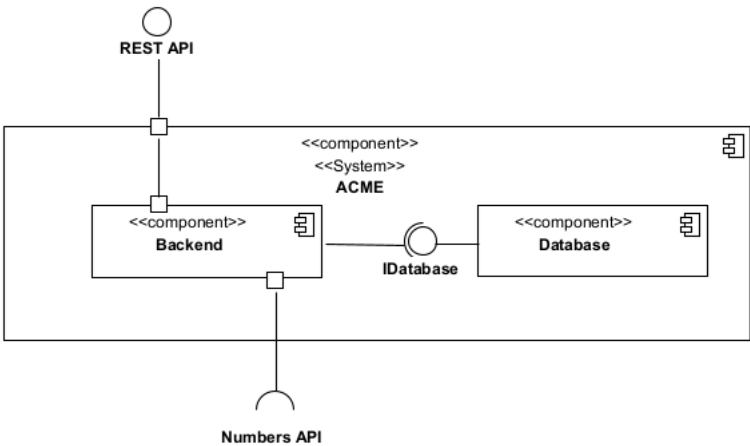 REST API
<<component>>
<<System>>
ACME
<<component>>
Backend
IDatabase
<<component>>
Database
Numbers API